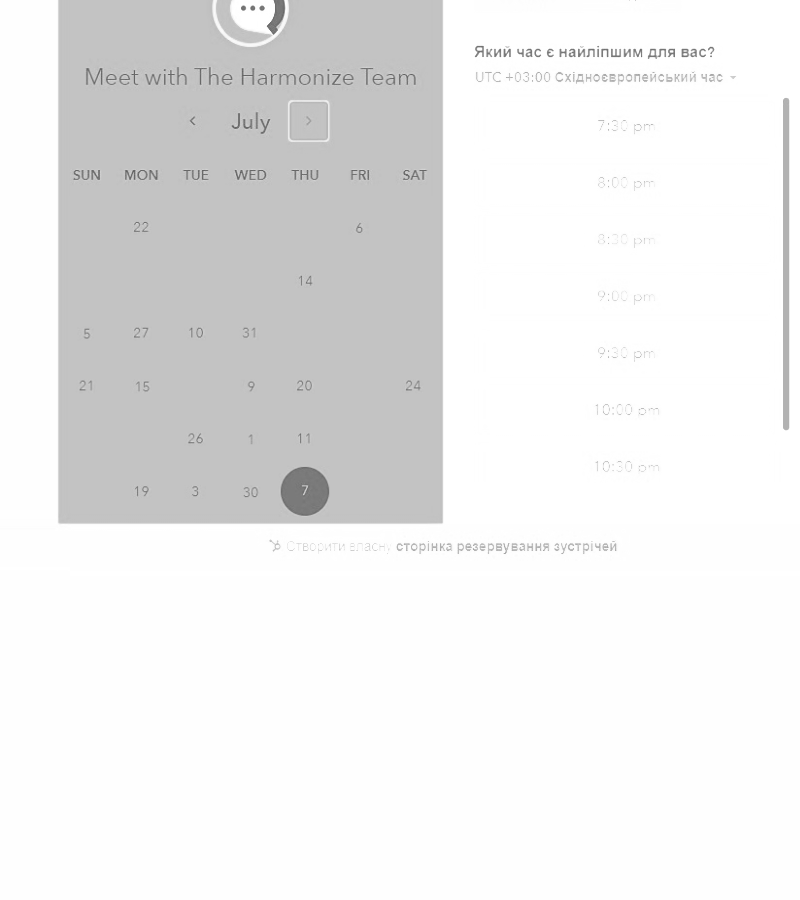 Який час є найліпшим для вас?
Meet with The Harmonize Team
UTC +03:00 Східноєвропейський час
July
7:30 pm
SUN MON TUE WED THU FRI SAT
8:00 pm
22 6
8:30 pm
14
9:00 pm
5 27 10 31
9:30 pm
21 15 9 20 24
10:00 pm
26 1 11
10:30 pm
19 3 30 7
Створити власну сторінка резервування зустрічей